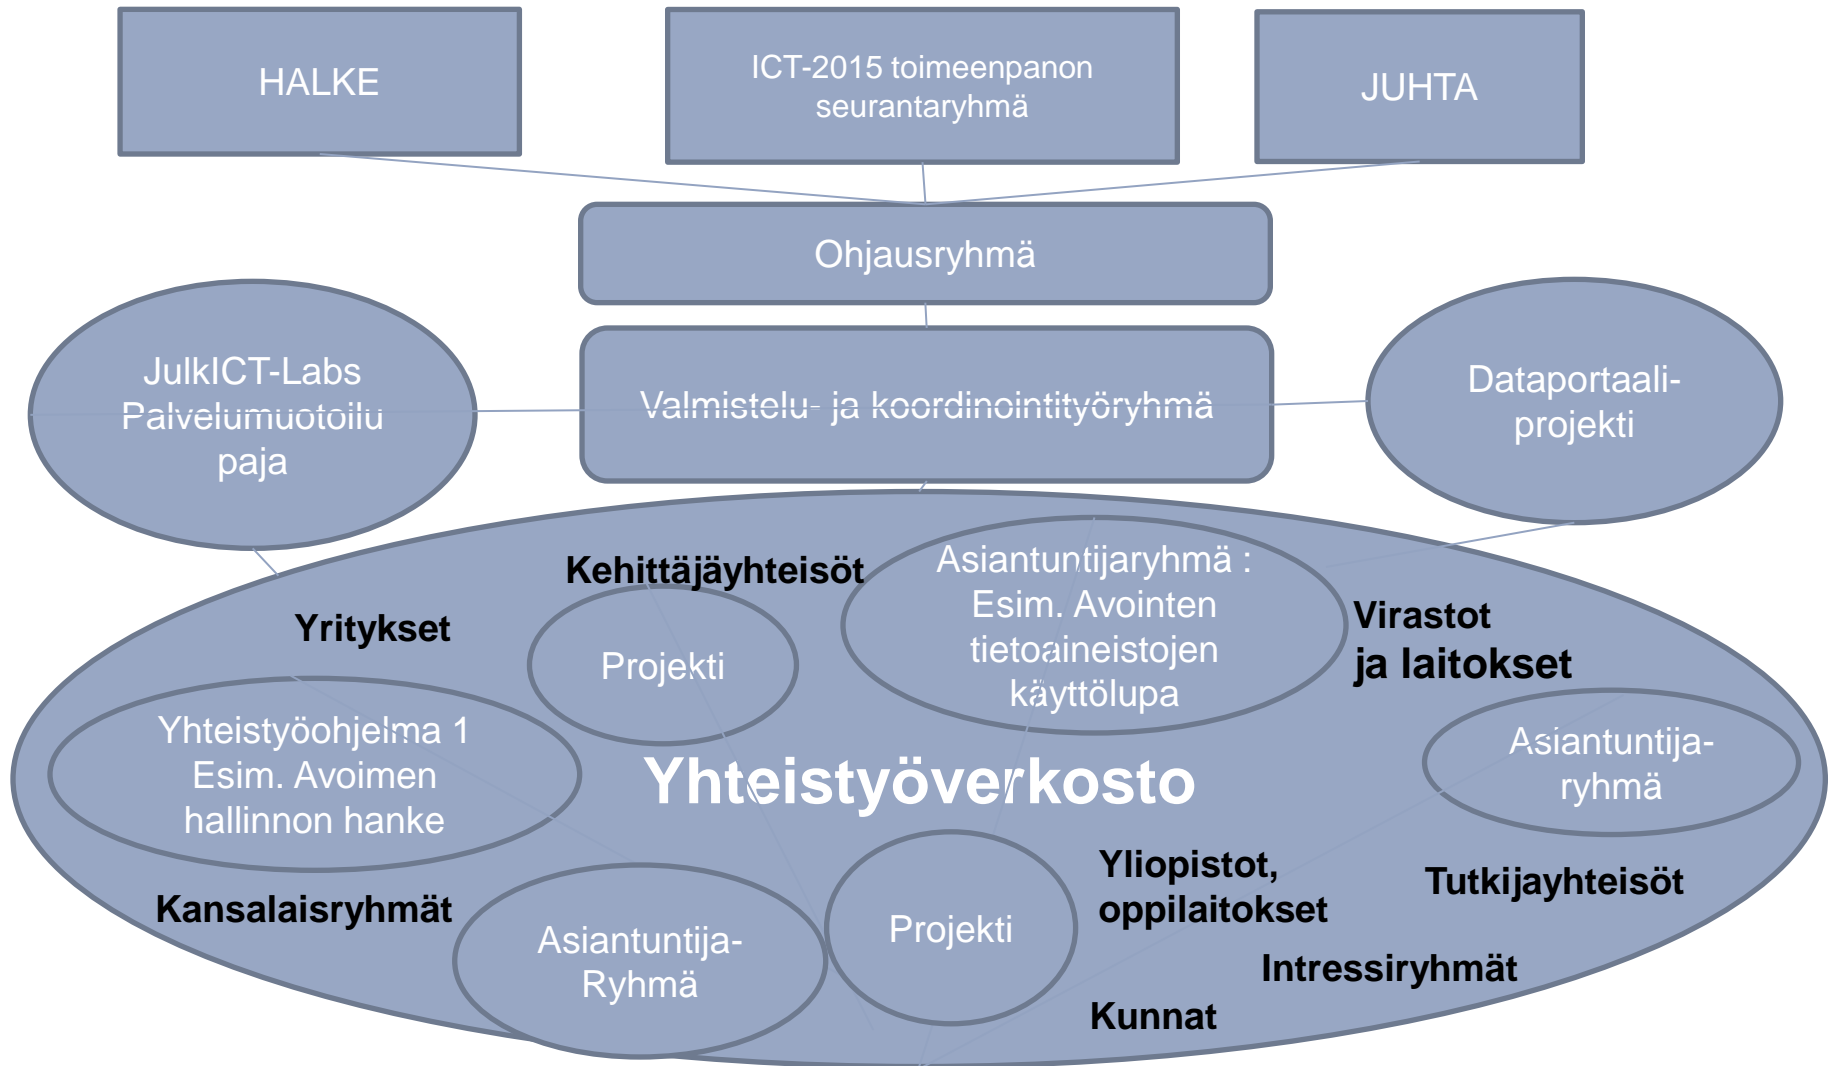 HALKE
ICT-2015 toimeenpanon
seurantaryhmä
JUHTA
Ohjausryhmä
JulkICT-Labs
Palvelumuotoilu
paja
Valmistelu- ja koordinointityöryhmä
Dataportaali-
projekti
Kehittäjäyhteisöt
Asiantuntijaryhmä :
Esim. Avointen
tietoaineistojen
käyttölupa
Yritykset
Projekti
Virastot
ja laitokset
Yhteistyöohjelma 1
Esim. Avoimen
hallinnon hanke
Yhteistyöverkosto
Asiantuntija-
ryhmä
Kansalaisryhmät
Asiantuntija-
Ryhmä
Projekti
Yliopistot,
oppilaitokset
Tutkijayhteisöt
Intressiryhmät
Kunnat